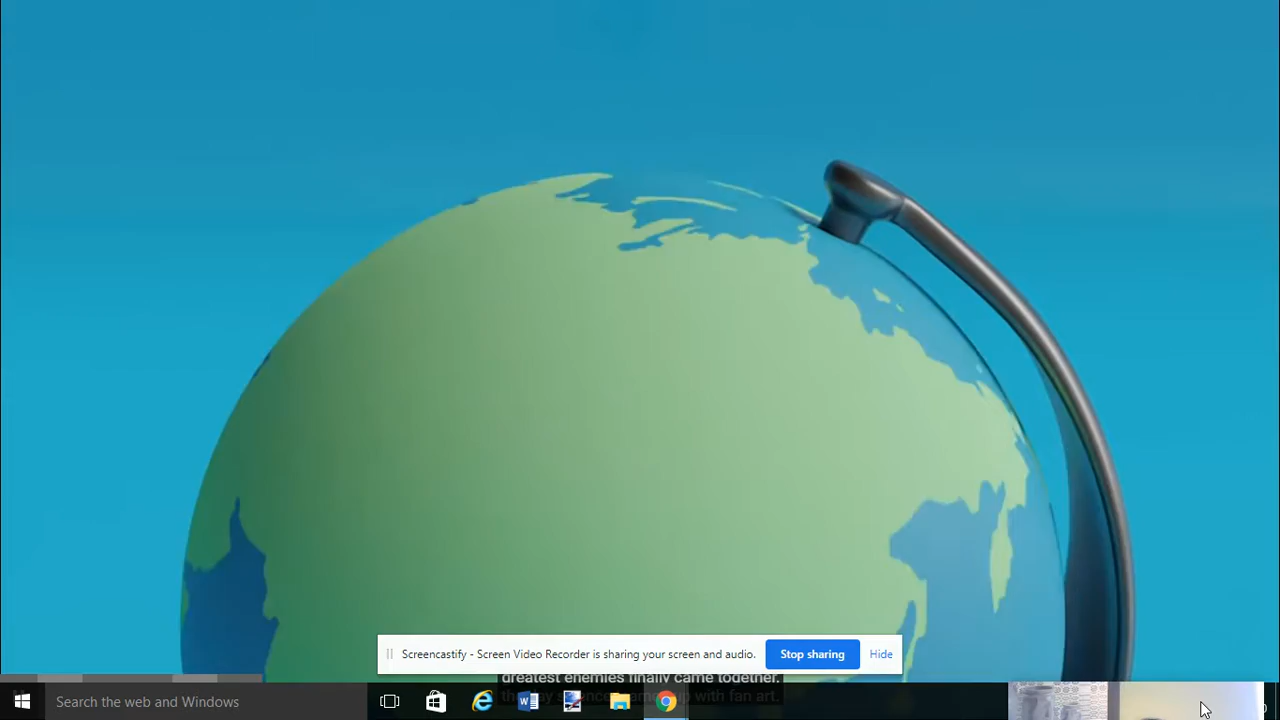 Screencastify - Screen Video Recorder is sharing your screen and audio.
Stop sharing
Hide
greatest enemies finally came together.
up with fan art.
Search the web and Windows